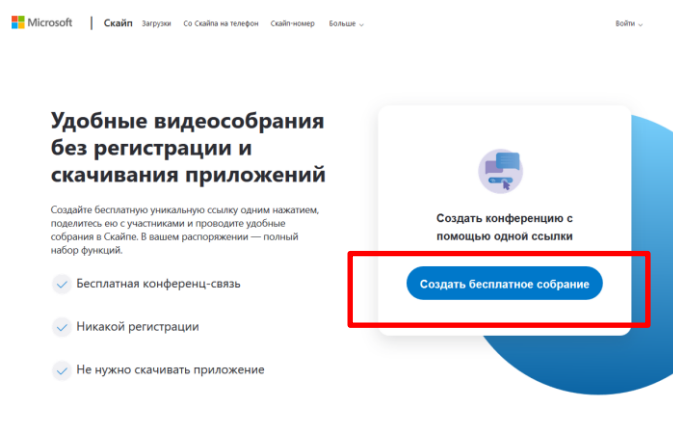 Microsoft | Скайп Загрузки Со Скайпа на телефон Скайп-номер Больше Войти
Удобные видеособрания
без регистрации и
скачивания приложений
Создайте бесплатную уникальную ссылку одним нажатием,
поделитесь ею с участниками и проводите удобные
собрания в Скайпе. В вашем распоряжении — полный
набор функций.
Бесплатная конференц-связь
Никакой регистрации
Не нужно скачивать приложение
Создать конференцию с
помощью одной ссылки
Создать бесплатное собрание